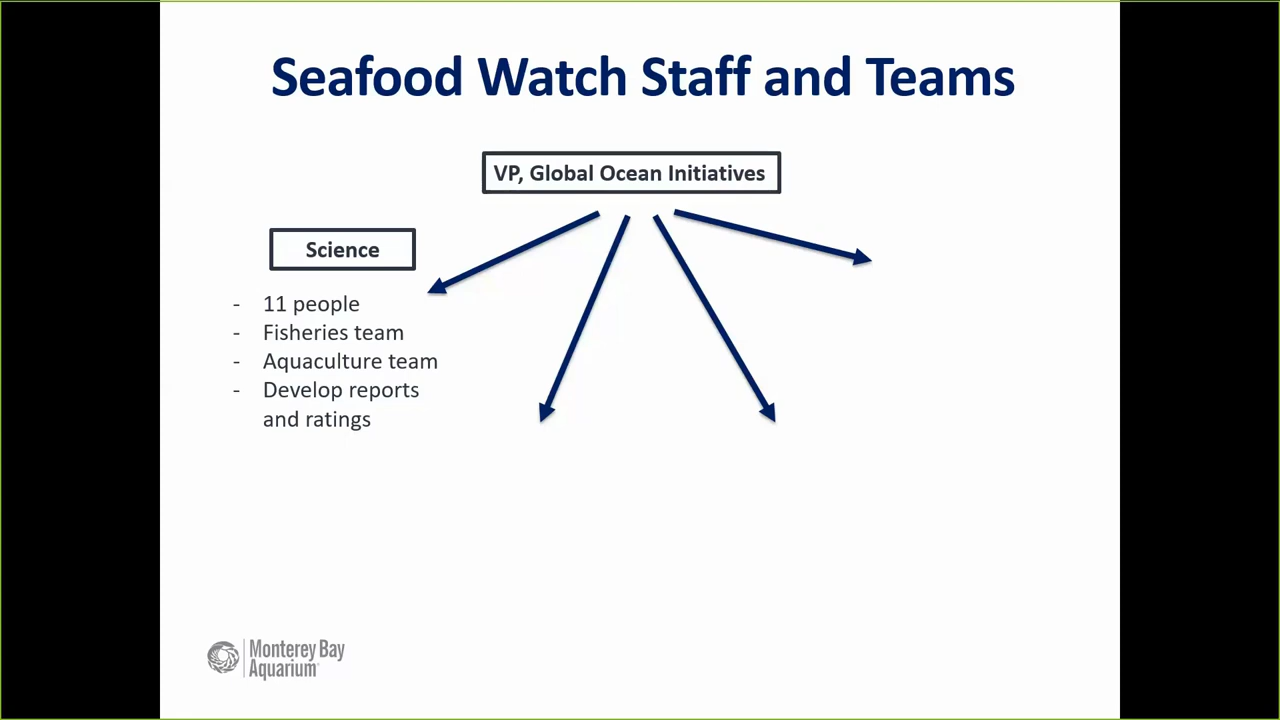 Seafood Watch Staff and Teams
VP, Global Ocean Initiatives
Science
- 11 people
- Fisheries team
- Aquaculture team
- Develop reports
and ratings
Monterey Bay
Aquarium